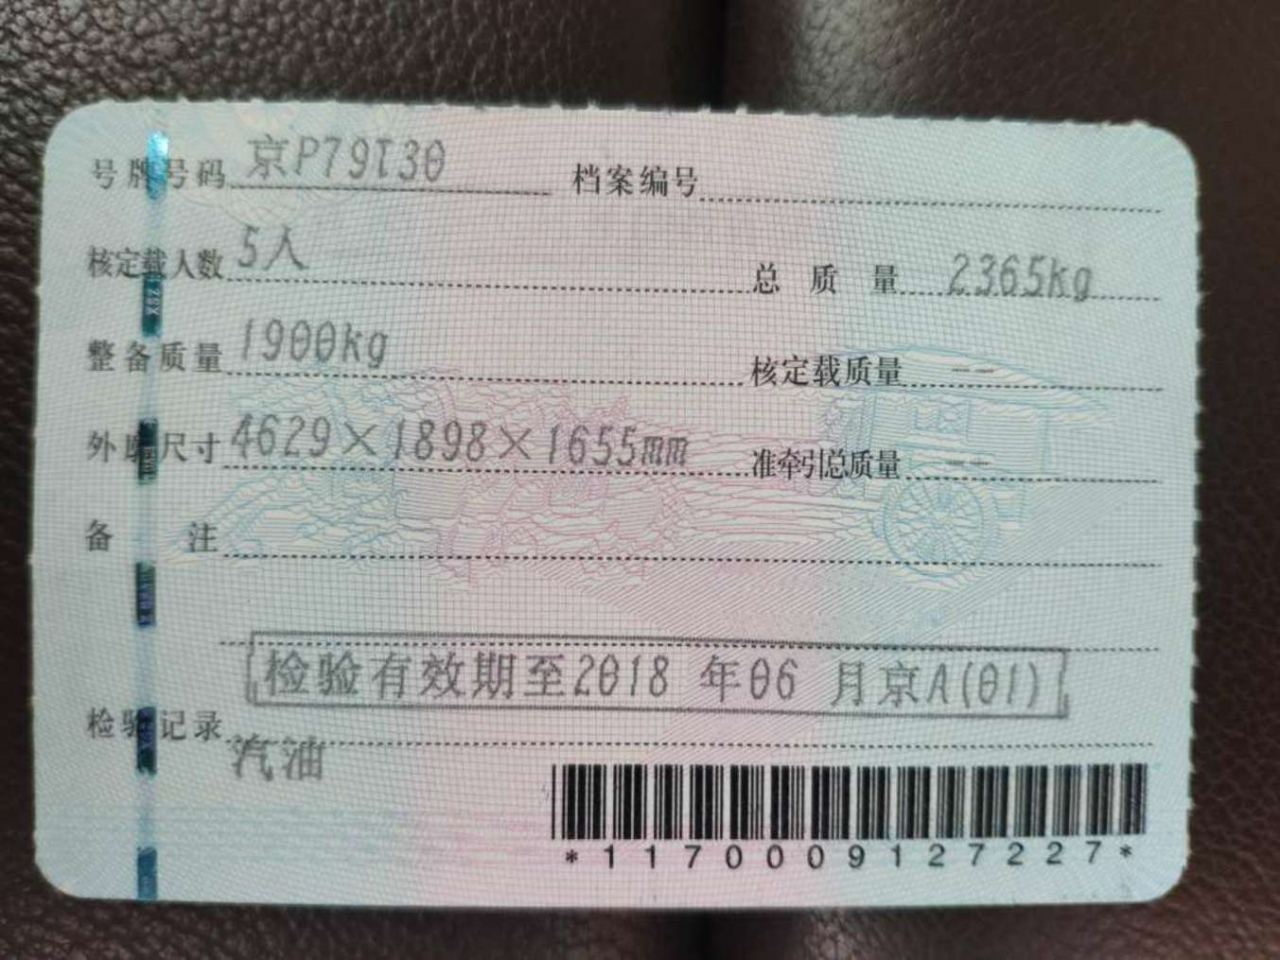 号牌号码 京P79T30 档案编号
核定载人数 5人 总质量 2365kg
整备质量 1900kg 核定载质量 --
外廓尺寸 4629×1898×1655mm 准牵引总质量 --
备注
检验有效期至2018 年06 月京A(01)
检验记录
汽油
*1170009127227*